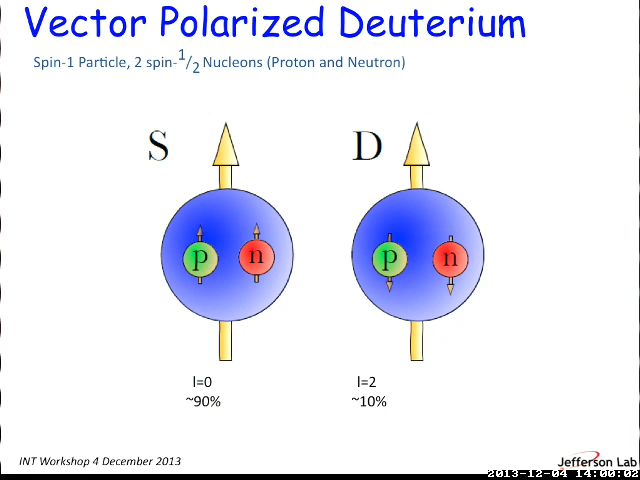 Vector Polarized Deuterium
Spin-1 Particle, 2 spin-1/2 Nucleons (Proton and Neutron)
S
D
p
n
p
n
l=0
~90%
l=2
~10%
INT Workshop 4 December 2013
Jefferson Lab
2013-12-04 14:00:02